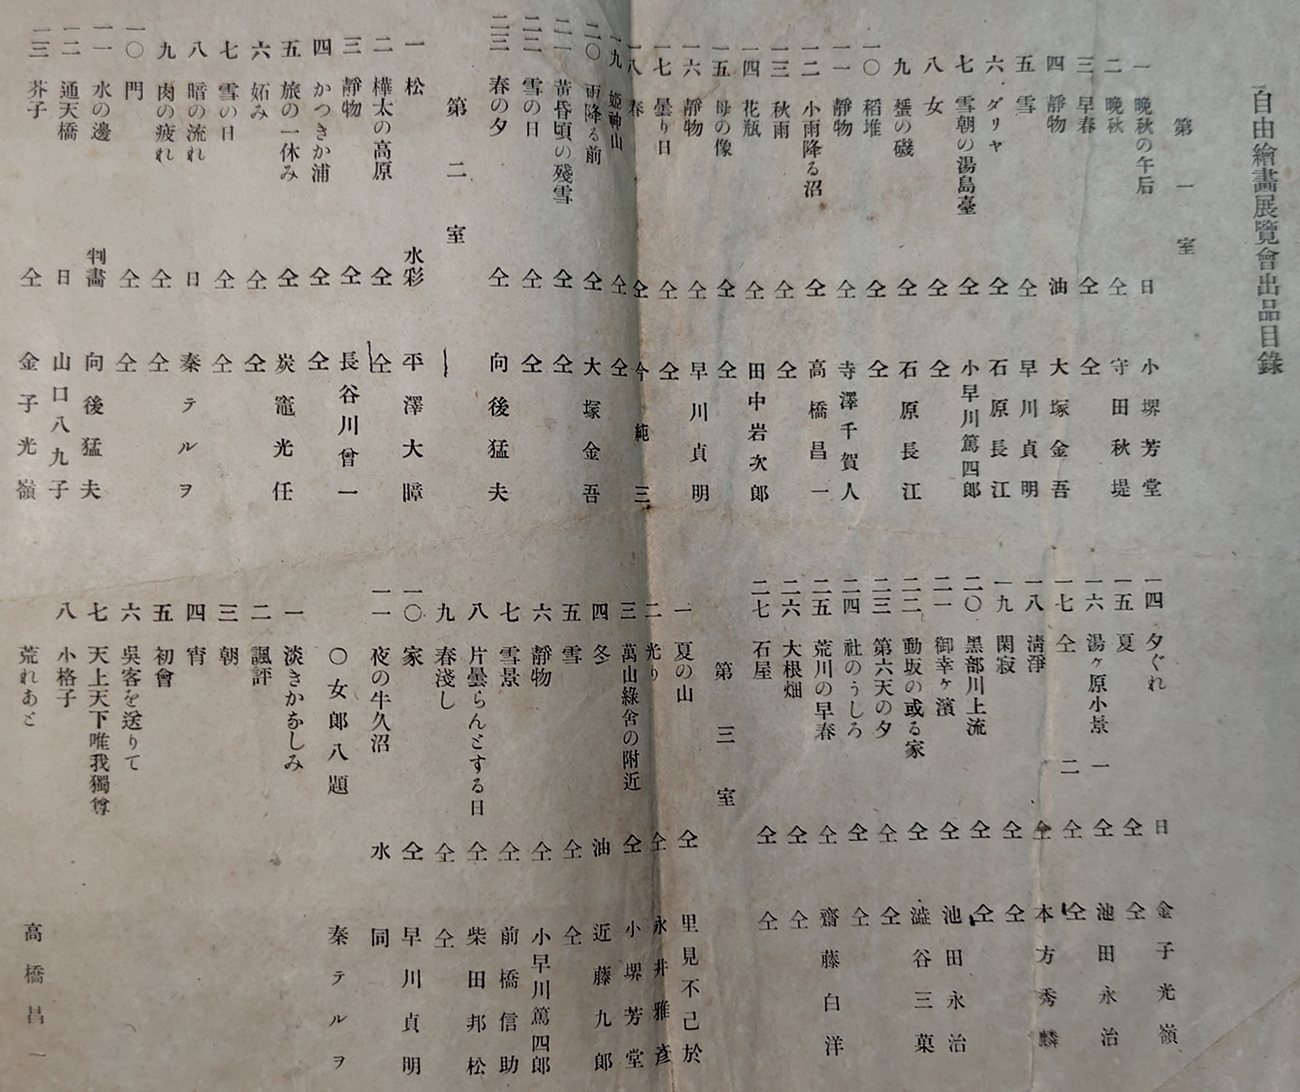 自由繪畫展覽會出品目錄
第一室
一 晩秋の午后 日 小堺芳堂
二 晩秋 仝 守田秋堤
三 早春 仝 仝
四 靜物 油 大塚金吾
五 雪 仝 早川貞明
六 ダリヤ 仝 石原長江
七 雪朝の湯島臺 仝 小早川篤四郎
八 女 仝 仝
九 蜑の磯 仝 石原長江
一〇 稻堆 仝 仝
一一 靜物 仝 寺澤千賀人
一二 小雨降る沼 仝 高橋昌一
一三 秋雨 仝 仝
一四 花瓶 仝 田中岩次郎
一五 母の像 仝 仝
一六 靜物 仝 早川貞明
一七 曇り日 仝 仝
一八 春 仝 今純三
一九 姬神山 仝 仝
二〇 雨降る前 仝 大塚金吾
二一 黄昏頃の殘雪 仝 仝
二二 雪の日 仝 仝
二三 春の夕 仝 向後猛夫
第二室
一 松 水彩 平澤大暲
二 樺太の高原 仝 仝
三 靜物 仝 長谷川曾一
四 かつきか浦 仝 仝
五 旅の一休み 仝 炭竈光任
六 妬み 仝 仝
七 雪の日 仝 仝
八 暗の流れ 日 秦テルヲ
九 肉の疲れ 仝 仝
一〇 門 仝 仝
一一 水の邊 判畵 向後猛夫
一二 通天橋 日 山口八九子
一三 芥子 仝 金子光嶺
一四 夕ぐれ 日 金子光嶺
一五 夏 仝 仝
一六 湯ヶ原小景 一 仝 池田永治
一七 仝 二 仝 仝
一八 淸淨 仝 本方秀麟
一九 閑寂 仝 仝
二〇 黑部川上流 仝 仝
二一 御幸ヶ濱 仝 池田永治
二二 動坂の或る家 仝 澁谷三菓
二三 第六天の夕 仝 仝
二四 社のうしろ 仝 仝
二五 荒川の早春 仝 齋藤白洋
二六 大根畑 仝 仝
二七 石屋 仝 仝
第三室
一 夏の山 仝 里見不己於
二 光り 仝 永井雅彥
三 萬山綠舍の附近 仝 小堺芳堂
四 冬 油 近藤九郎
五 雪 仝 仝
六 靜物 仝 小早川篤四郎
七 雪景 仝 前橋信助
八 片曇らんとする日 仝 柴田邦松
九 春淺し 仝 仝
一〇 家 仝 早川貞明
一一 夜の牛久沼 水 同
〇女郎八題 秦テルヲ
一 淡きかなしみ
二 諷評
三 朝
四 宵
五 初會
六 吳客を送りて
七 天上天下唯我獨尊
八 小格子
荒れあと 高橋昌一